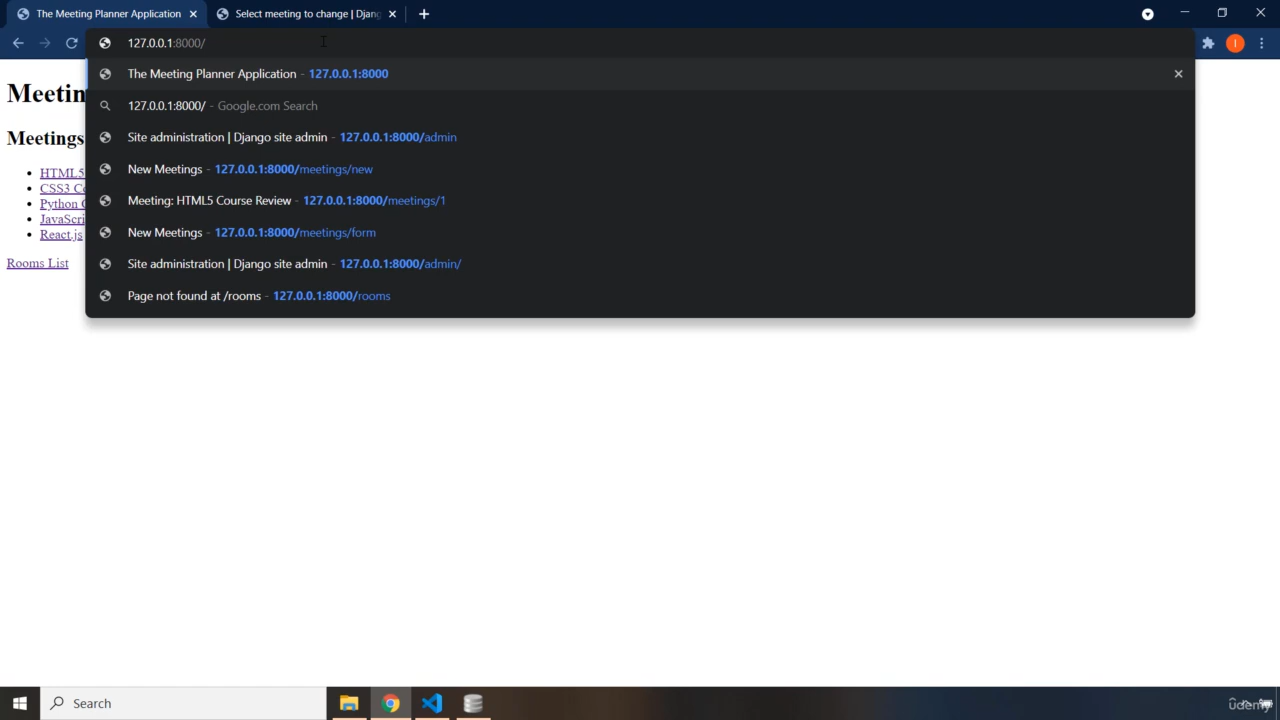 The Meeting Planner Application
Select meeting to change | Djang
127.0.0.1:8000/
The Meeting Planner Application - 127.0.0.1:8000
127.0.0.1:8000/ - Google.com Search
Site administration | Django site admin - 127.0.0.1:8000/admin
New Meetings - 127.0.0.1:8000/meetings/new
Meeting: HTML5 Course Review - 127.0.0.1:8000/meetings/1
New Meetings - 127.0.0.1:8000/meetings/form
Site administration | Django site admin - 127.0.0.1:8000/admin/
Page not found at /rooms - 127.0.0.1:8000/rooms
Meetin
Meetings
HTML5
CSS3 Co
Python C
JavaScri
React.js
Rooms List
Search
udemy